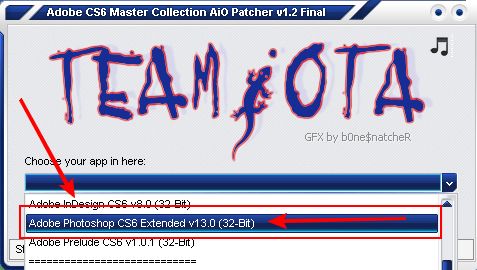 Adobe CS6 Master Collection AiO Patcher v1.2 Final
TEAM iOTA
GFX by b0ne$natcheR
Choose your app in here:
Adobe InDesign CS6 v8.0 (32-Bit)
Adobe Photoshop CS6 Extended v13.0 (32-Bit)
Adobe Prelude CS6 v1.0.1 (32-Bit)
============================